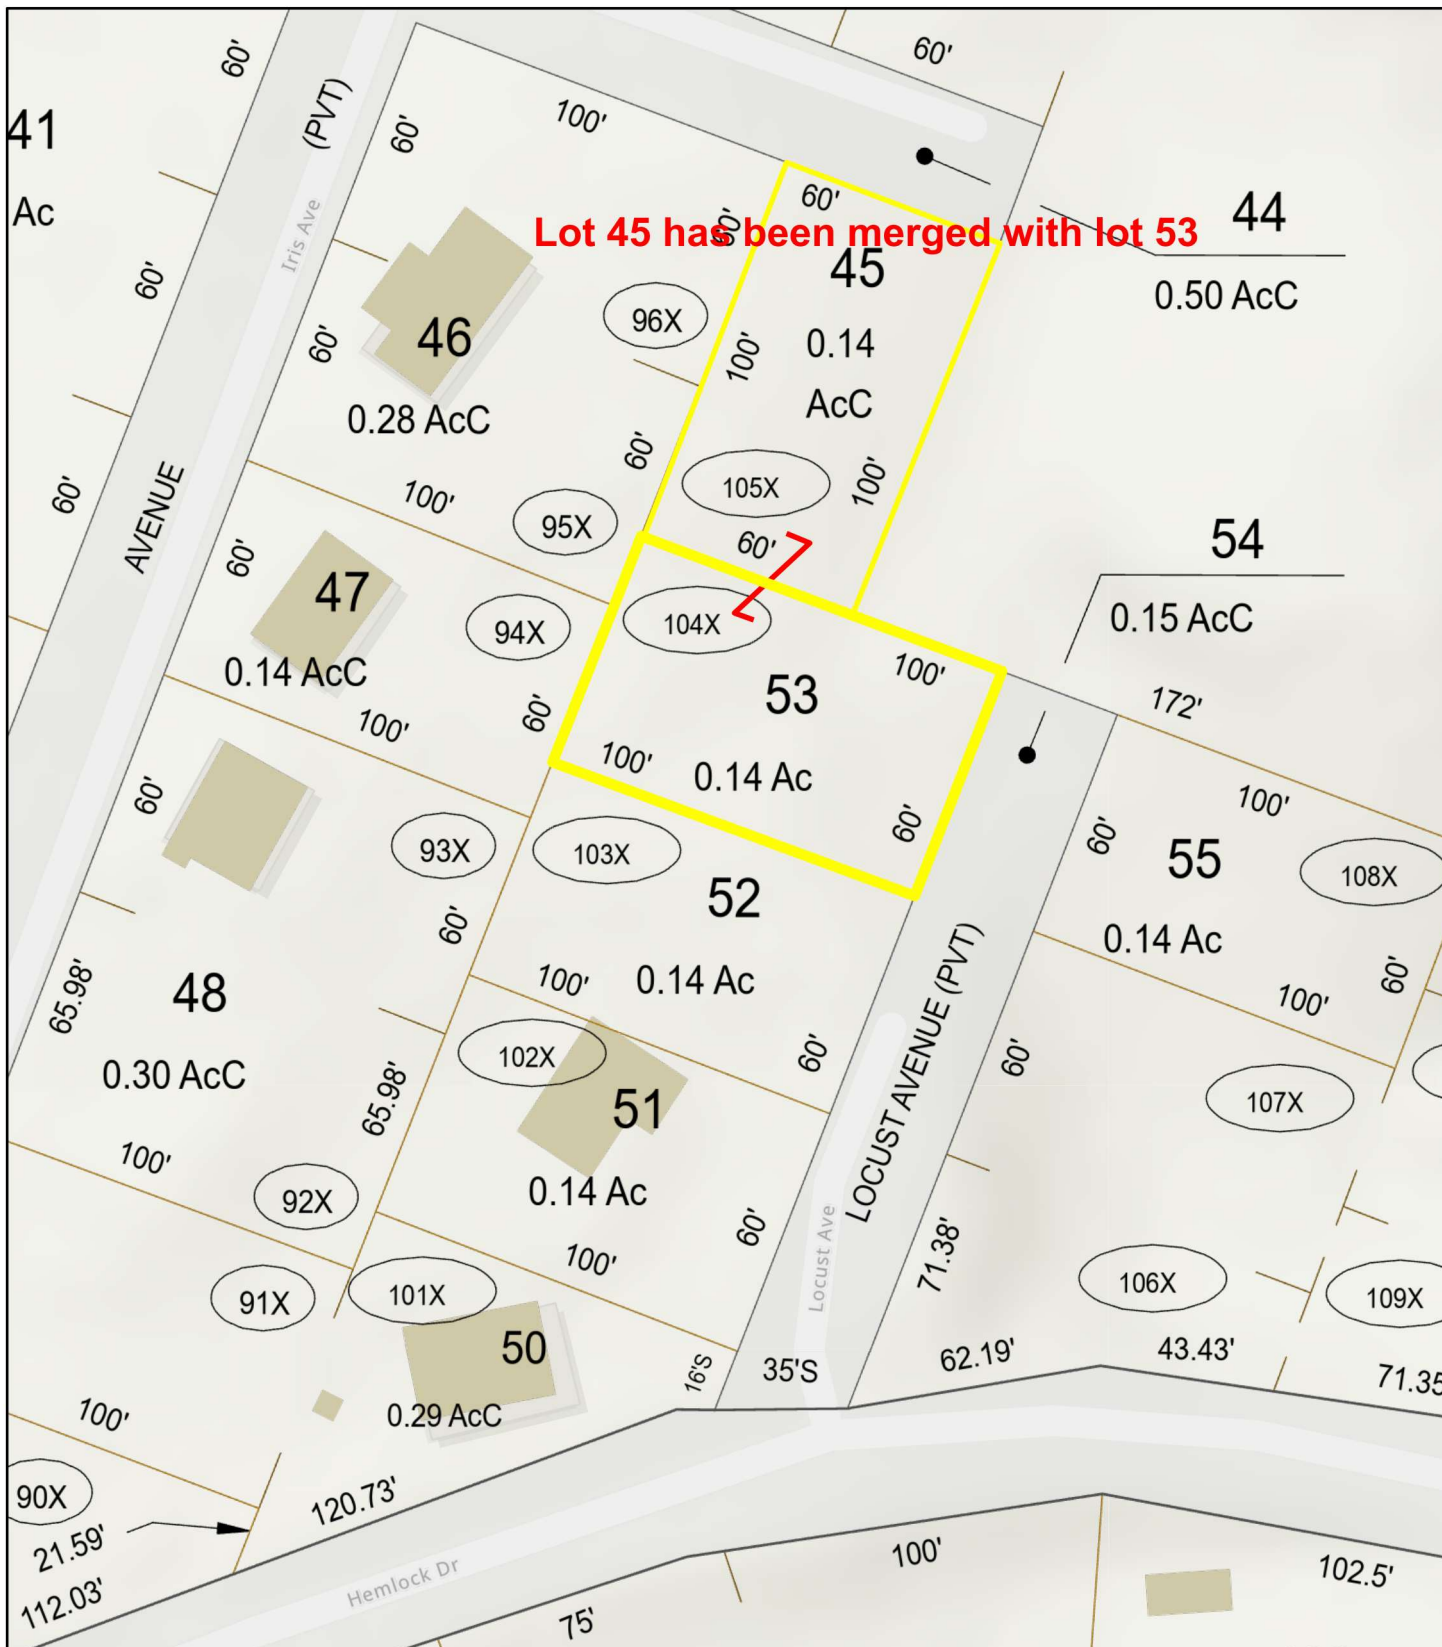 60'
60'
41
Ac
(PVT)
60'
100'
Iris Ave
60'
60'
60'
Lot 45 has been merged with lot 53
45
44
0.50 AcC
96X
0.14
AcC
100'
60'
46
0.28 AcC
60'
105X
100'
60'
AVENUE
100'
95X
60'
54
0.15 AcC
60'
47
0.14 AcC
94X
104X
53
100'
172'
100'
60'
100'
0.14 Ac
60'
60'
93X
103X
60'
100'
55
108X
0.14 Ac
52
0.14 Ac
60'
100'
60'
100'
65.98'
48
0.30 AcC
65.98'
102X
51
0.14 Ac
60'
LOCUST AVENUE (PVT)
60'
107X
100'
92X
60'
100'
Locust Ave
71.38'
106X
109X
91X
101X
50
0.29 AcC
16'S
35'S
62.19'
43.43'
71.35
100'
90X
21.59'
112.03'
120.73'
Hemlock Dr
75'
100'
102.5'